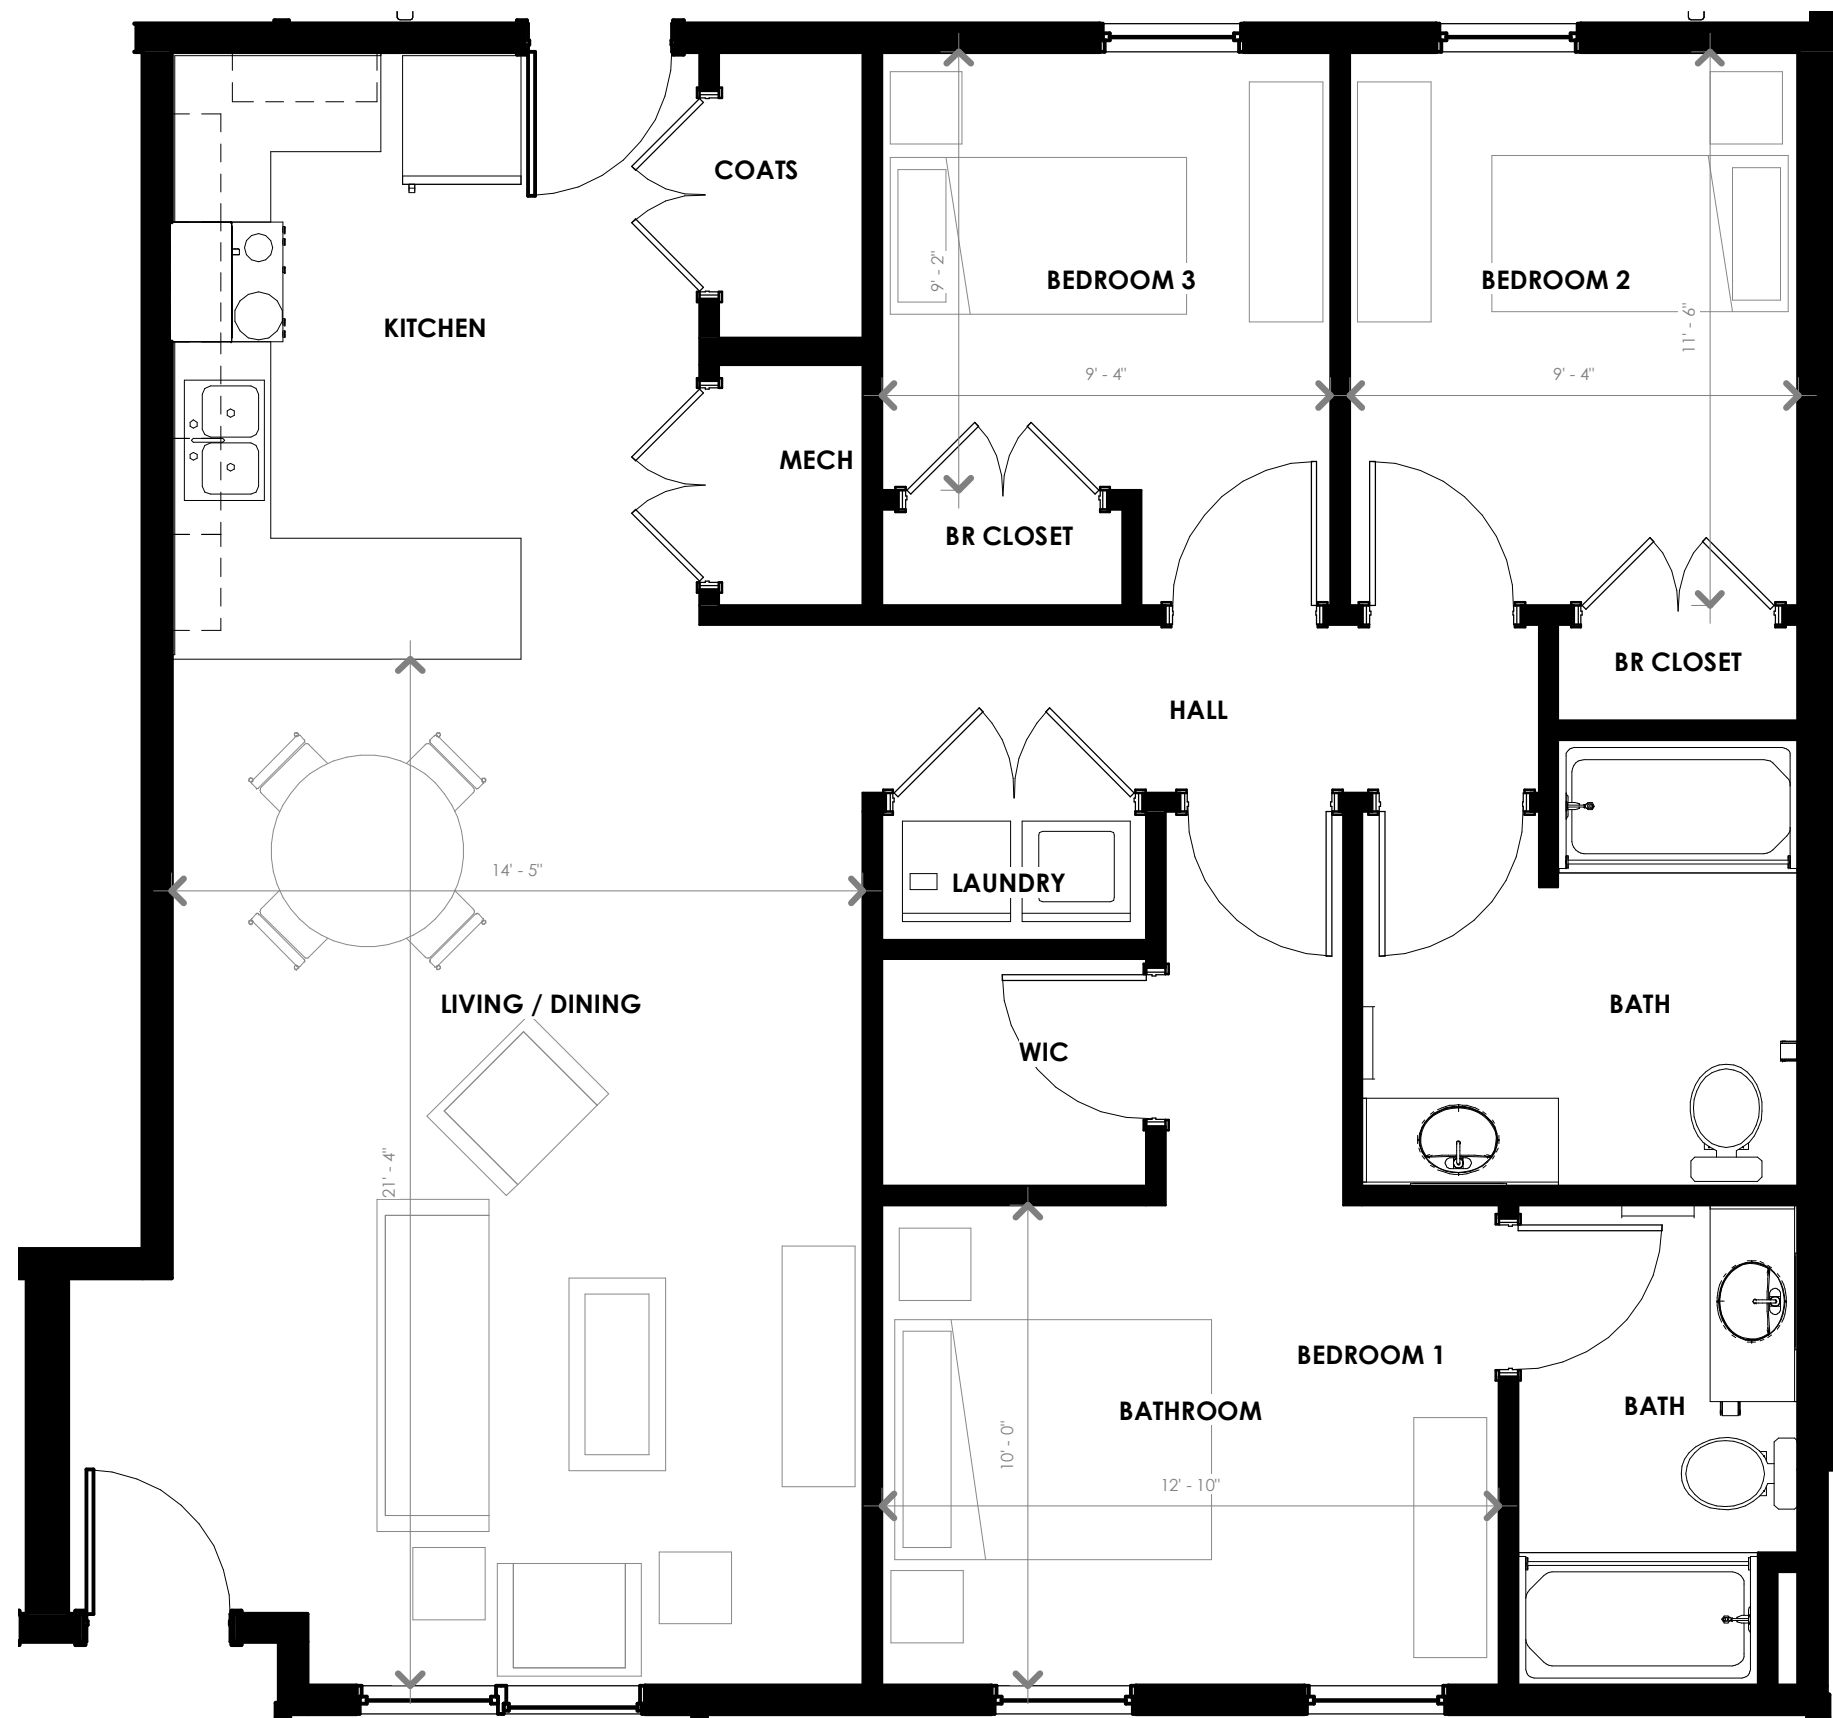 COATS
BEDROOM 3
BEDROOM 2
9' - 2"
11' - 6"
KITCHEN
9' - 4"
9' - 4"
MECH
BR CLOSET
BR CLOSET
HALL
14' - 5"
LAUNDRY
LIVING / DINING
BATH
WIC
21' - 4"
BEDROOM 1
BATHROOM
BATH
10' - 0"
12' - 10"